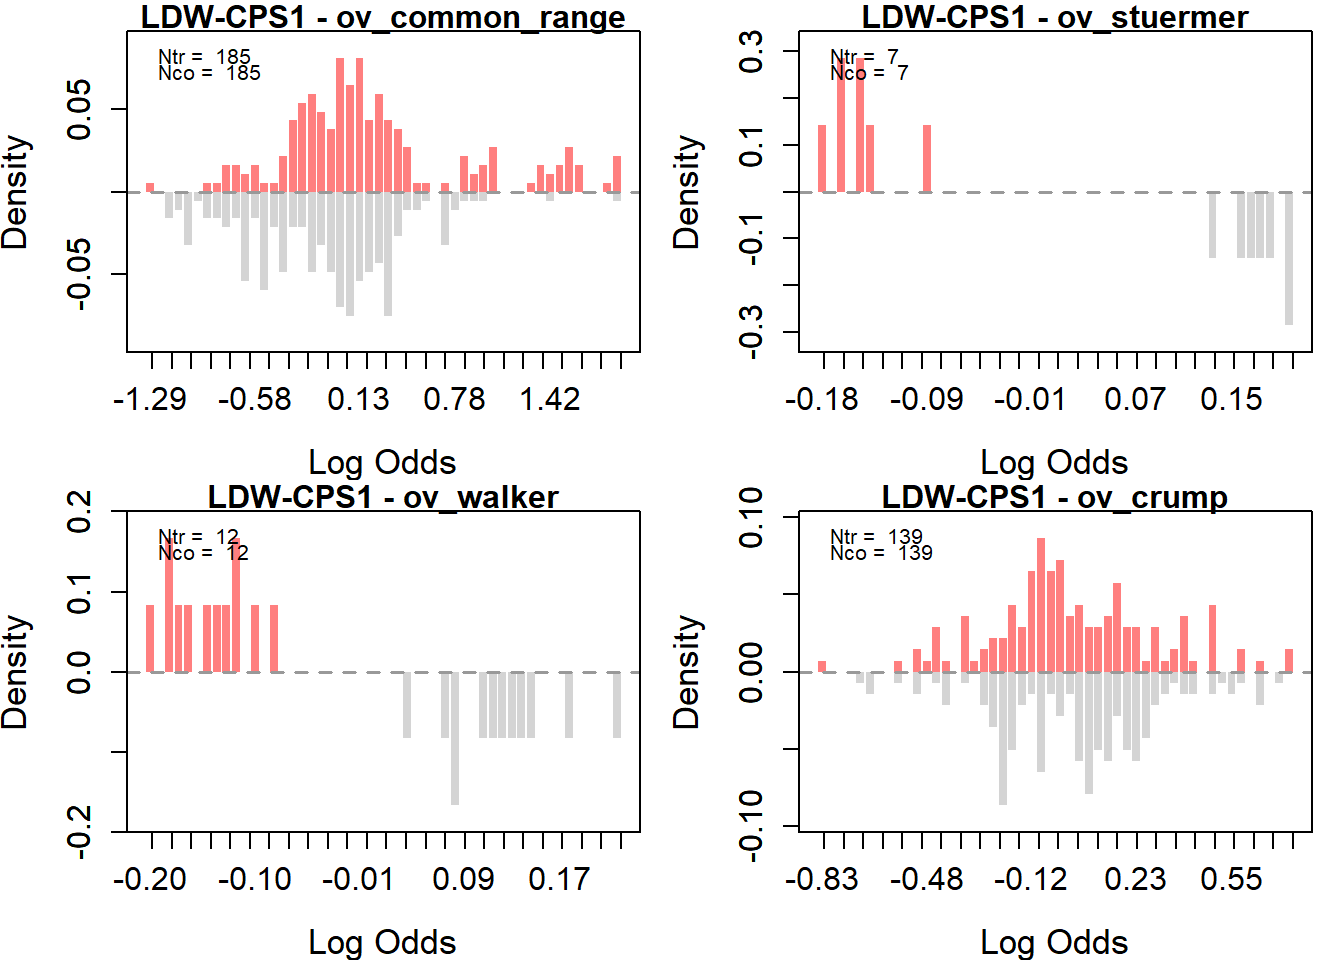 LDW-CPS1 - ov_common_range
Ntr = 185
Nco = 185
Density
0.05
-0.05
-1.29 -0.58 0.13 0.78 1.42
Log Odds
LDW-CPS1 - ov_stuermer
Ntr = 7
Nco = 7
Density
0.3
0.1
-0.1
-0.3
-0.18 -0.09 -0.01 0.07 0.15
Log Odds
LDW-CPS1 - ov_walker
Ntr = 12
Nco = 12
Density
0.2
0.1
0.0
-0.2
-0.20 -0.10 -0.01 0.09 0.17
Log Odds
LDW-CPS1 - ov_crump
Ntr = 139
Nco = 139
Density
0.10
0.00
-0.10
-0.83 -0.48 -0.12 0.23 0.55
Log Odds